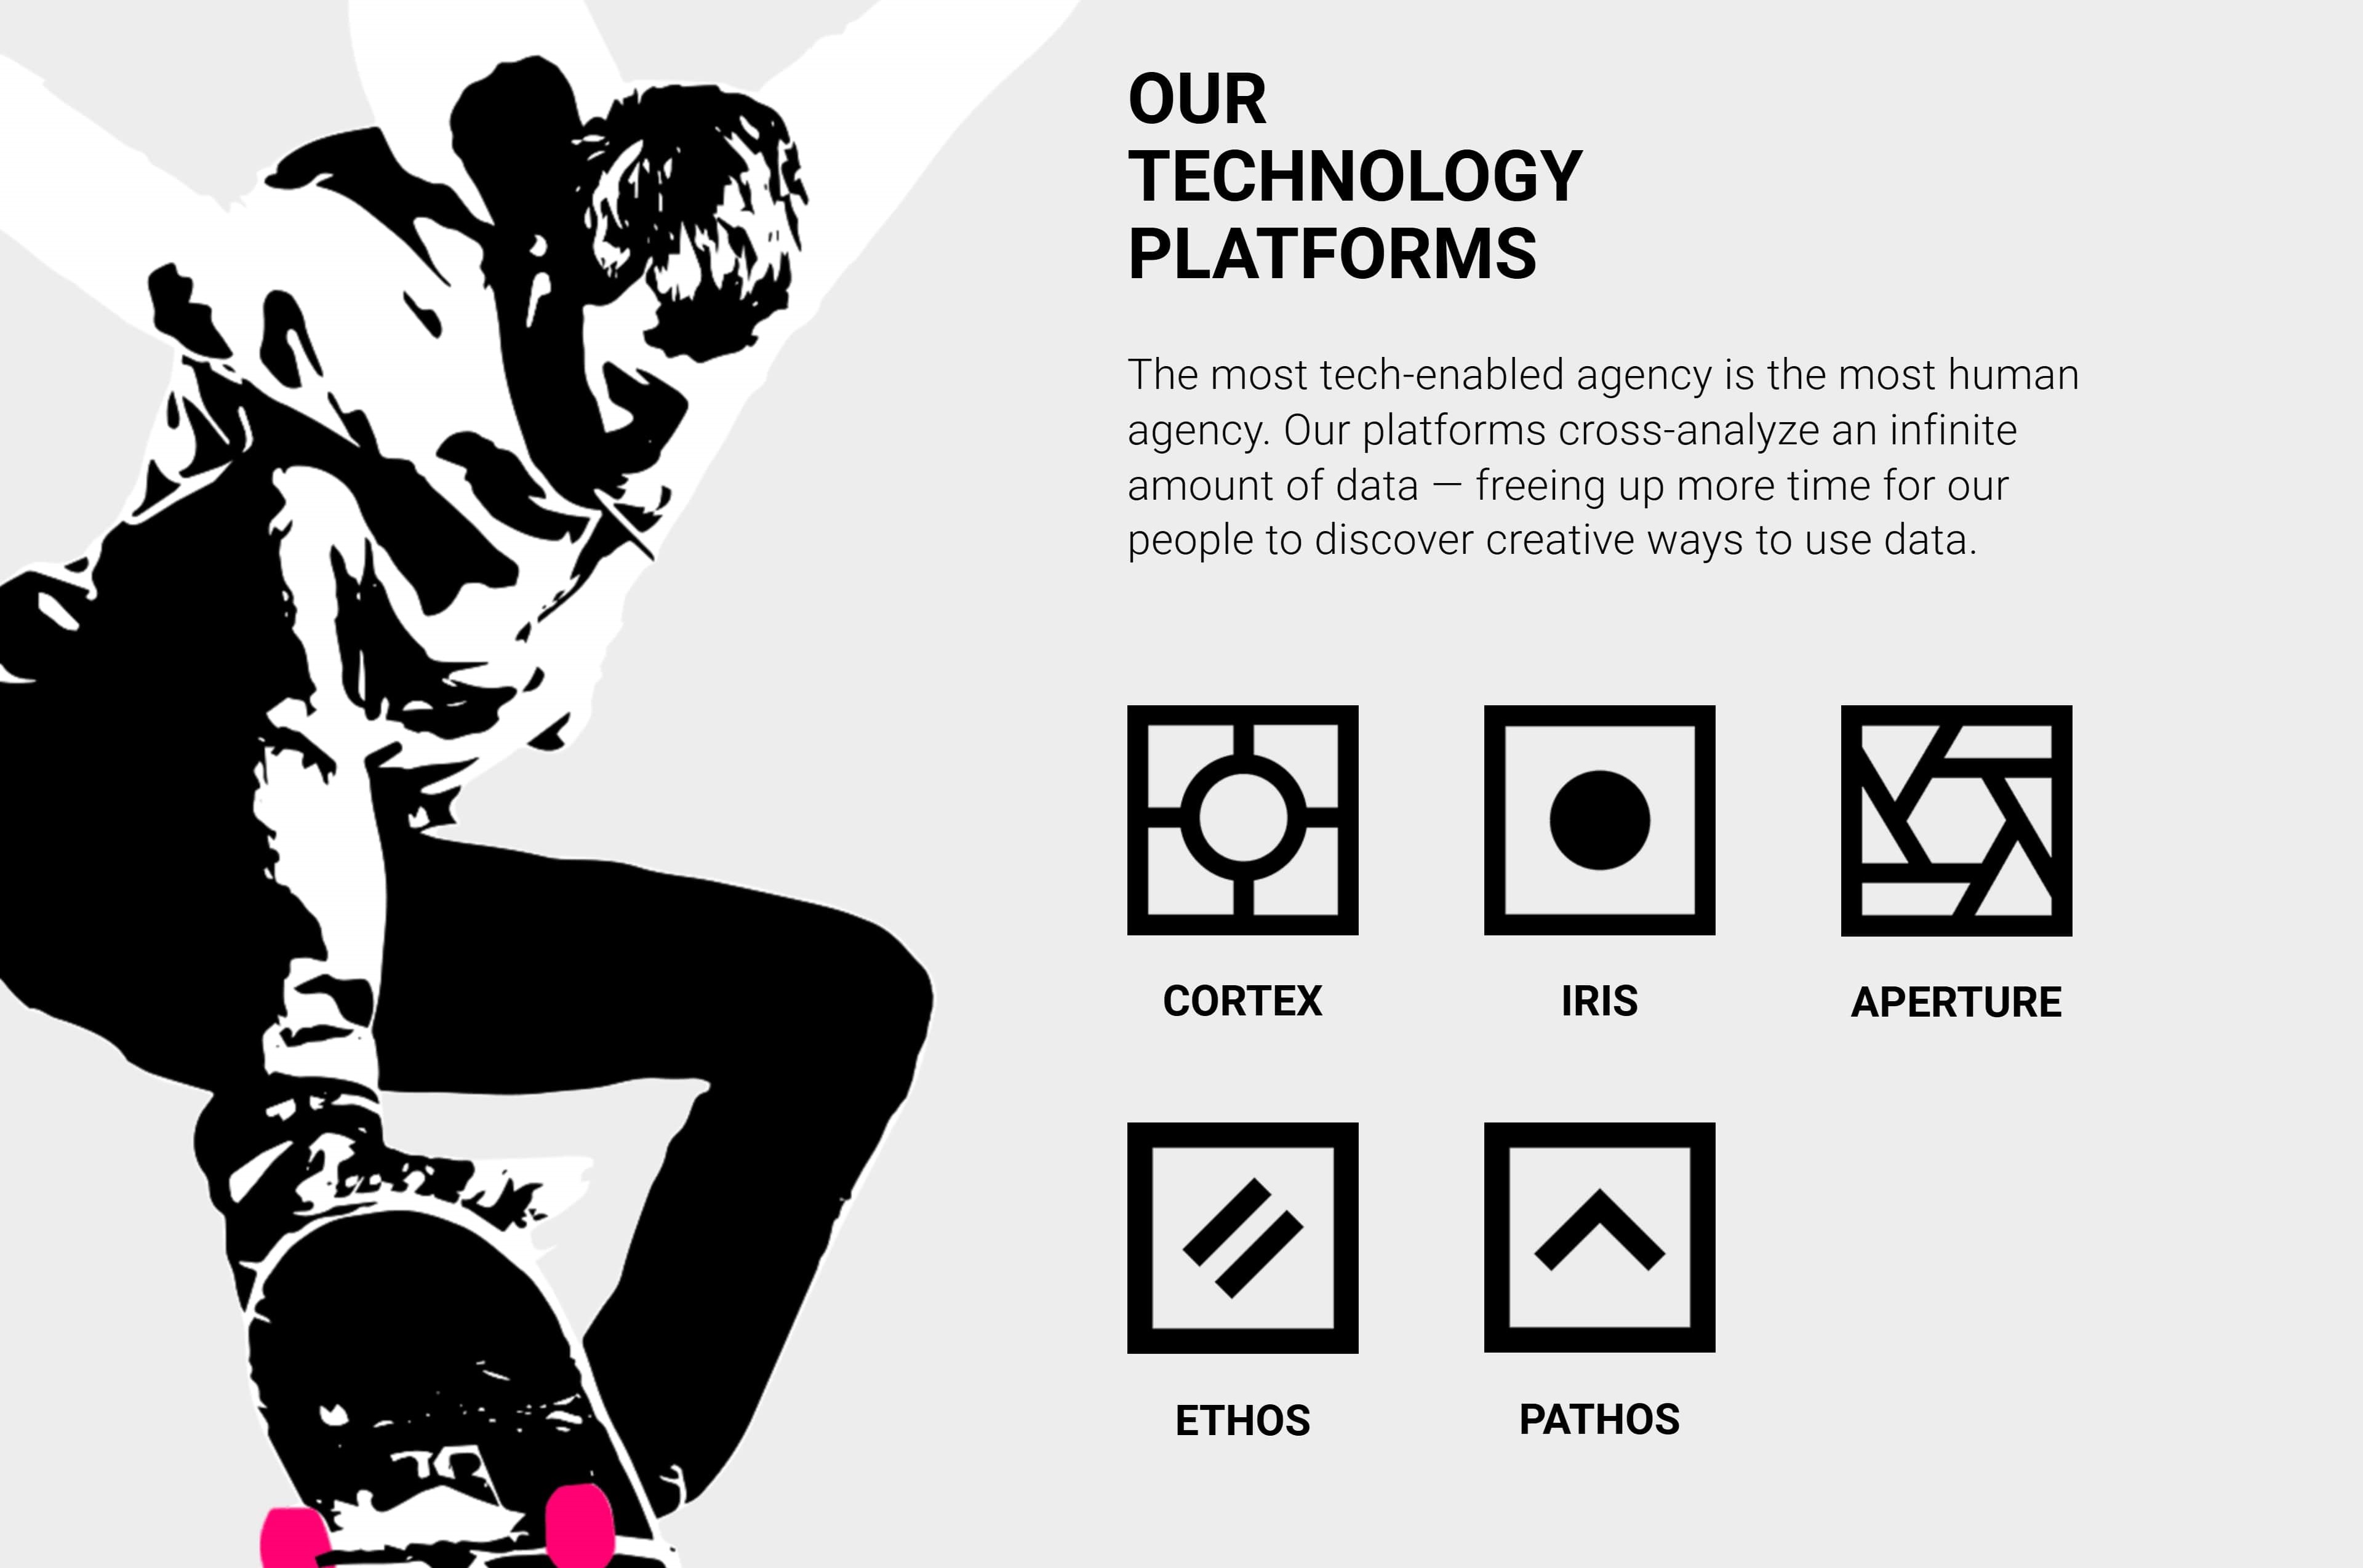 OUR
TECHNOLOGY
PLATFORMS
The most tech-enabled agency is the most human
agency. Our platforms cross-analyze an infinite
amount of data — freeing up more time for our
people to discover creative ways to use data.
CORTEX
IRIS
APERTURE
ETHOS
PATHOS